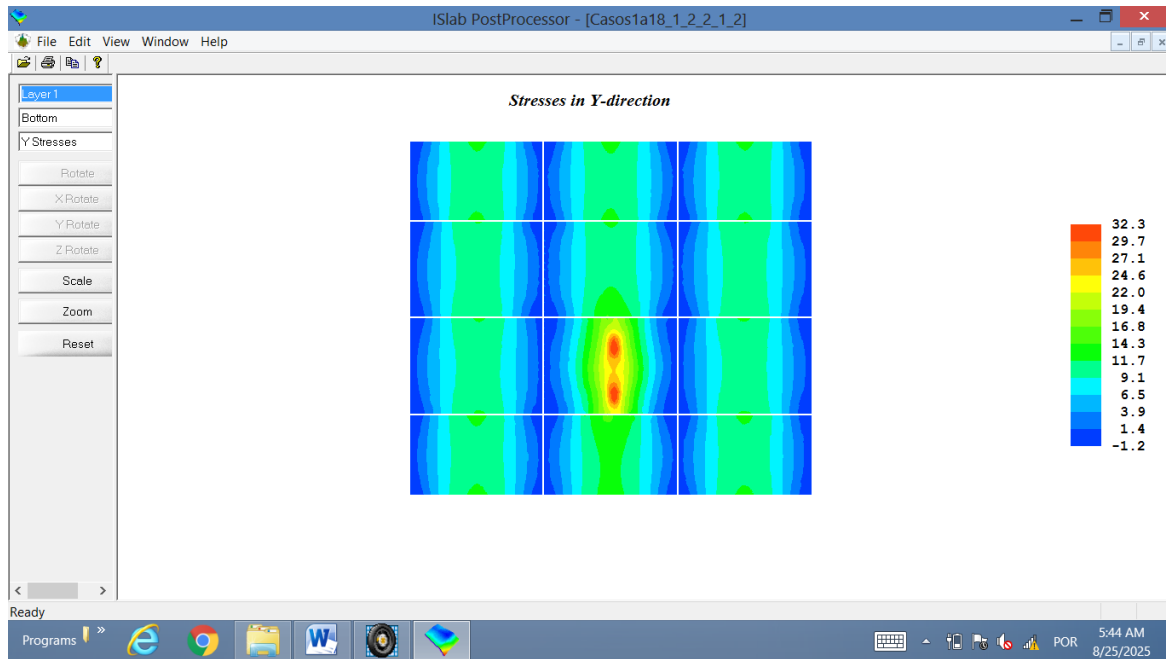 ISlab PostProcessor - [Casos1a18_1_2_2_1_2]
File Edit View Window Help
Layer 1
Bottom
Y Stresses
Rotate
X Rotate
Y Rotate
Z Rotate
Scale
Zoom
Reset
Stresses in Y-direction
32.3
29.7
27.1
24.6
22.0
19.4
16.8
14.3
11.7
9.1
6.5
3.9
1.4
-1.2
Ready
Programs
POR
5:44 AM
8/25/2025